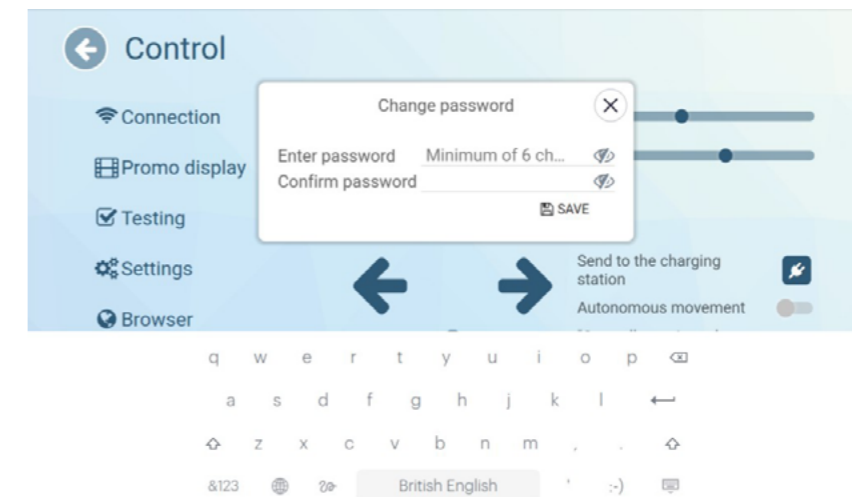 Control
Connection
Promo display
Testing
Settings
Browser
Change password
Enter password Minimum of 6 ch...
Confirm password
SAVE
Send to the charging
station
Autonomous movement
q w e r t y u i o p
a s d f g h j k l
z x c v b n m , .
&123 British English ' :-)